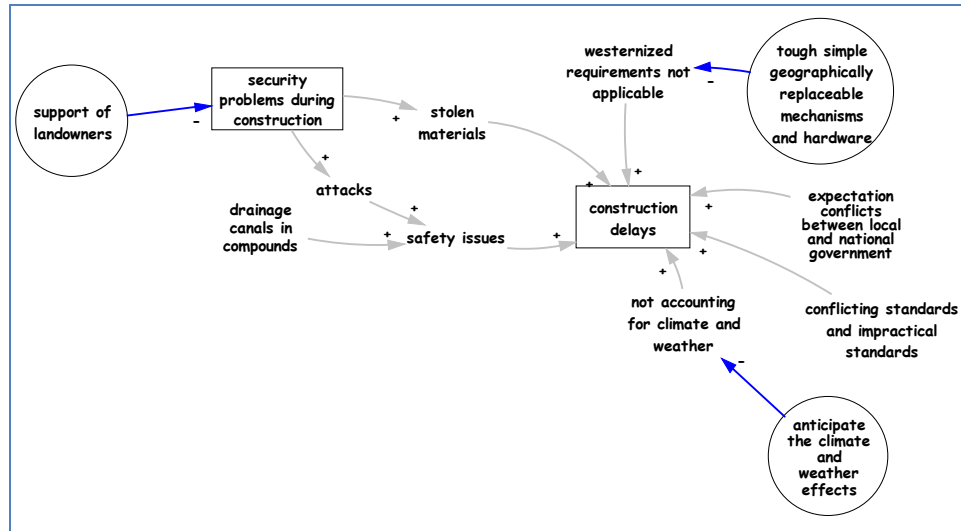 support of
landowners
-
security
problems during
construction
+
stolen
materials
+
attacks
drainage
canals in
compounds
+
+
safety issues
+
westernized
requirements not
applicable
-
tough simple
geographically
replaceable
mechanisms
and hardware
+
+
construction
delays
+
expectation
conflicts
between local
and national
government
+
conflicting standards
and impractical
standards
+
not accounting
for climate and
weather
-
anticipate
the climate
and
weather
effects